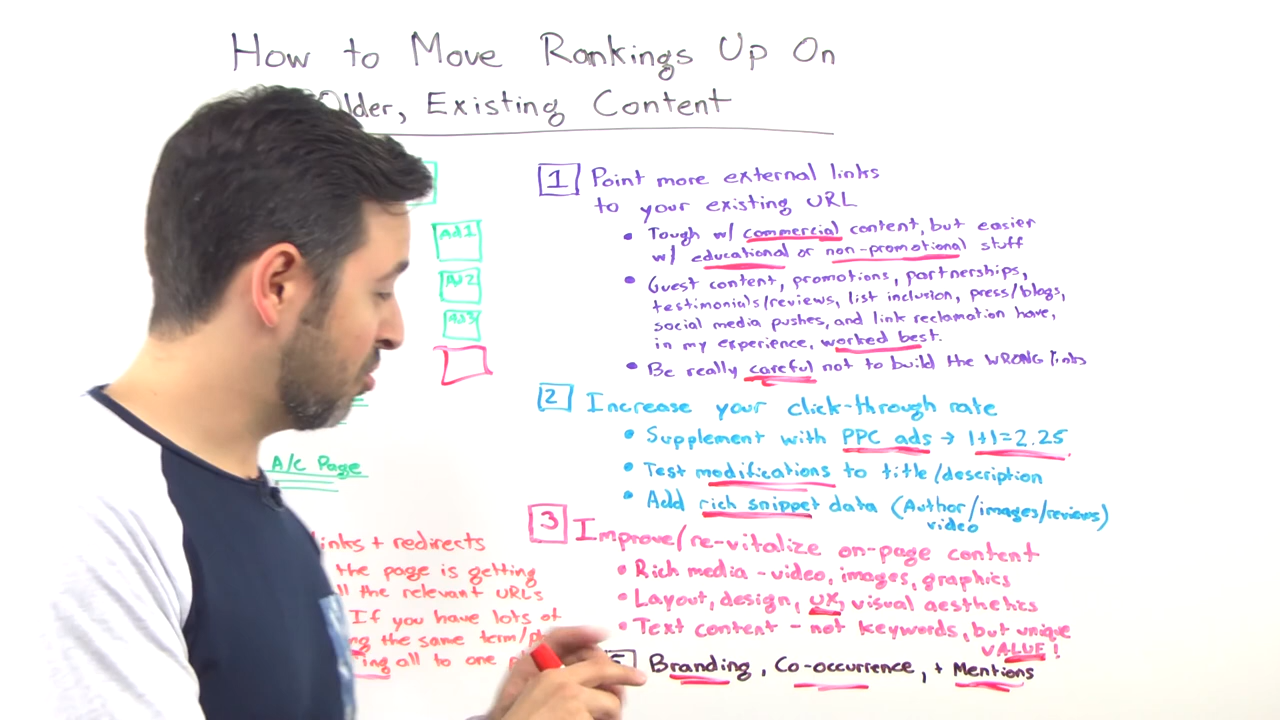 How to Move Rankings Up On
Older, Existing Content
Ad1
Ad2
Ad3
A/C Page
links + redirects
the page is getting
the relevant URLs
If you have lots of
the same term/
all to one
1 Point more external links
to your existing URL
• Tough w/ commercial content, but easier
w/ educational or non-promotional stuff
• Guest content, promotions, partnerships,
testimonials/reviews, list inclusion, press/blogs,
social media pushes, and link reclamation have,
in my experience, worked best.
• Be really careful not to build the WRONG links
2 Increase your click-through rate
• Supplement with PPC ads → 1+1=2.25
• Test modifications to title/description
• Add rich snippet data (Author/images/reviews)
video
3 Improve/re-vitalize on-page content
• Rich media - video, images, graphics
• Layout, design, UX, visual aesthetics
• Text content - not keywords, but unique
VALUE!
5 Branding, Co-occurrence, + Mentions